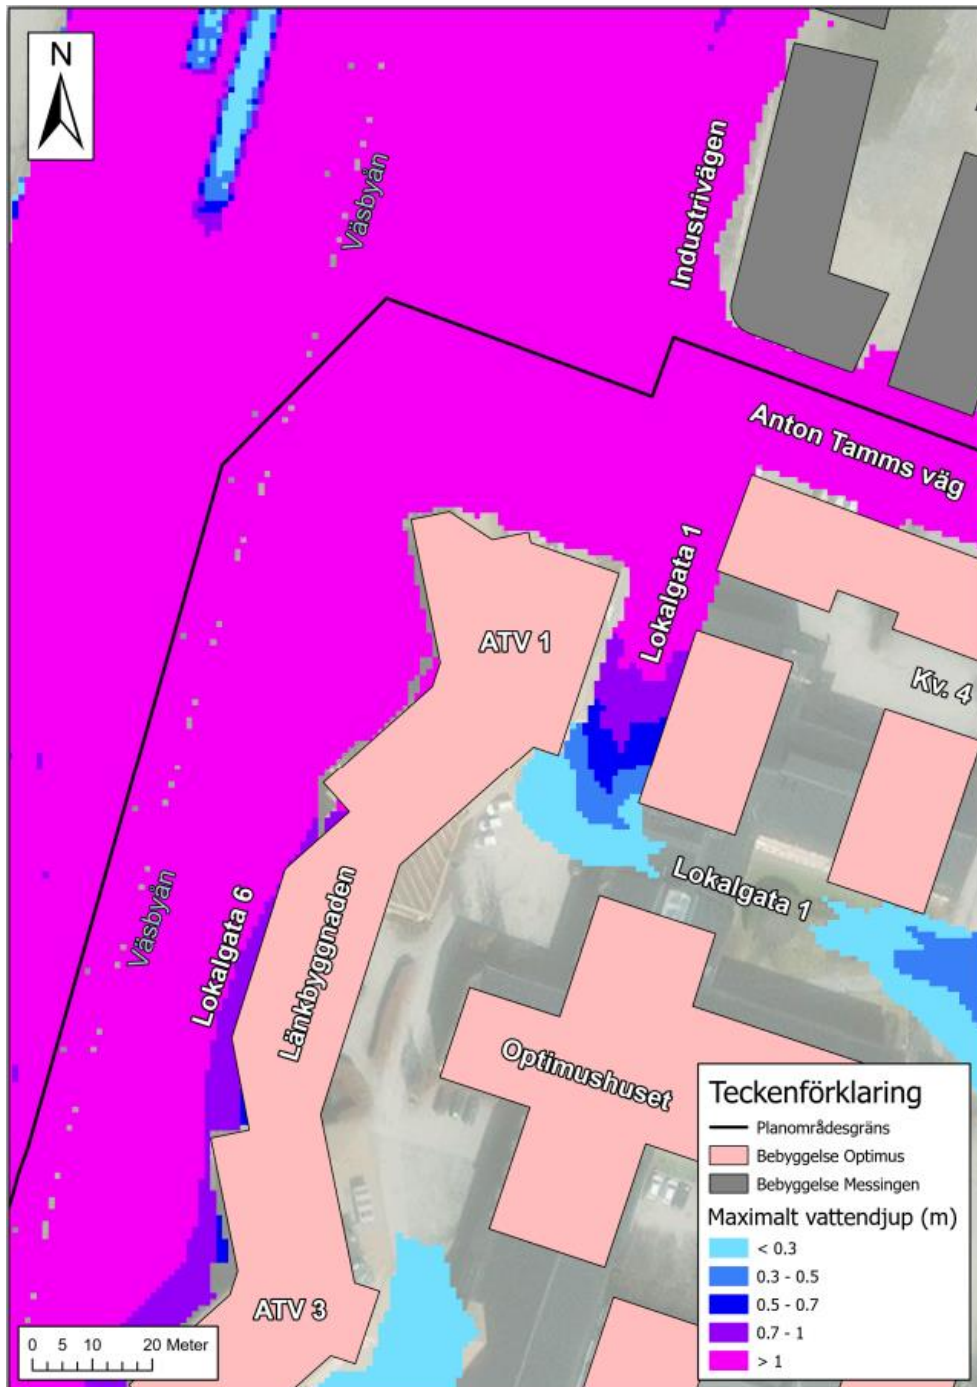 N
Väsbyån
Industrivägen
Anton Tamms väg
Lokalgata 1
ATV 1
Kv. 4
Lokalgata 1
Väsbyån
Lokalgata 6
Länkbyggnaden
Optimushuset
ATV 3
Teckenförklaring
Planområdesgräns
Bebyggelse Optimus
Bebyggelse Messingen
Maximalt vattendjup (m)
< 0.3
0.3 - 0.5
0.5 - 0.7
0.7 - 1
> 1
0 5 10 20 Meter